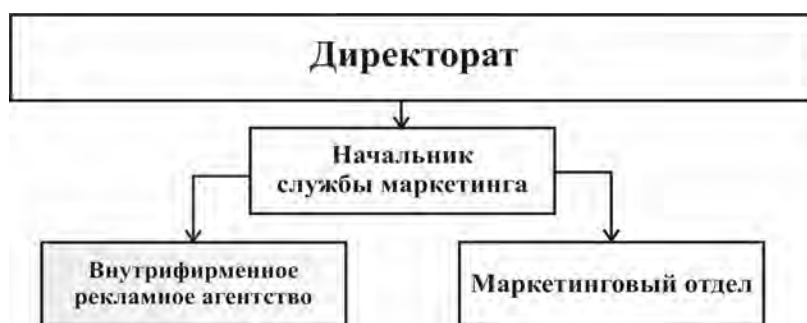 Директорат
Начальник
службы маркетинга
Внутрифирменное
рекламное агентство
Маркетинговый отдел